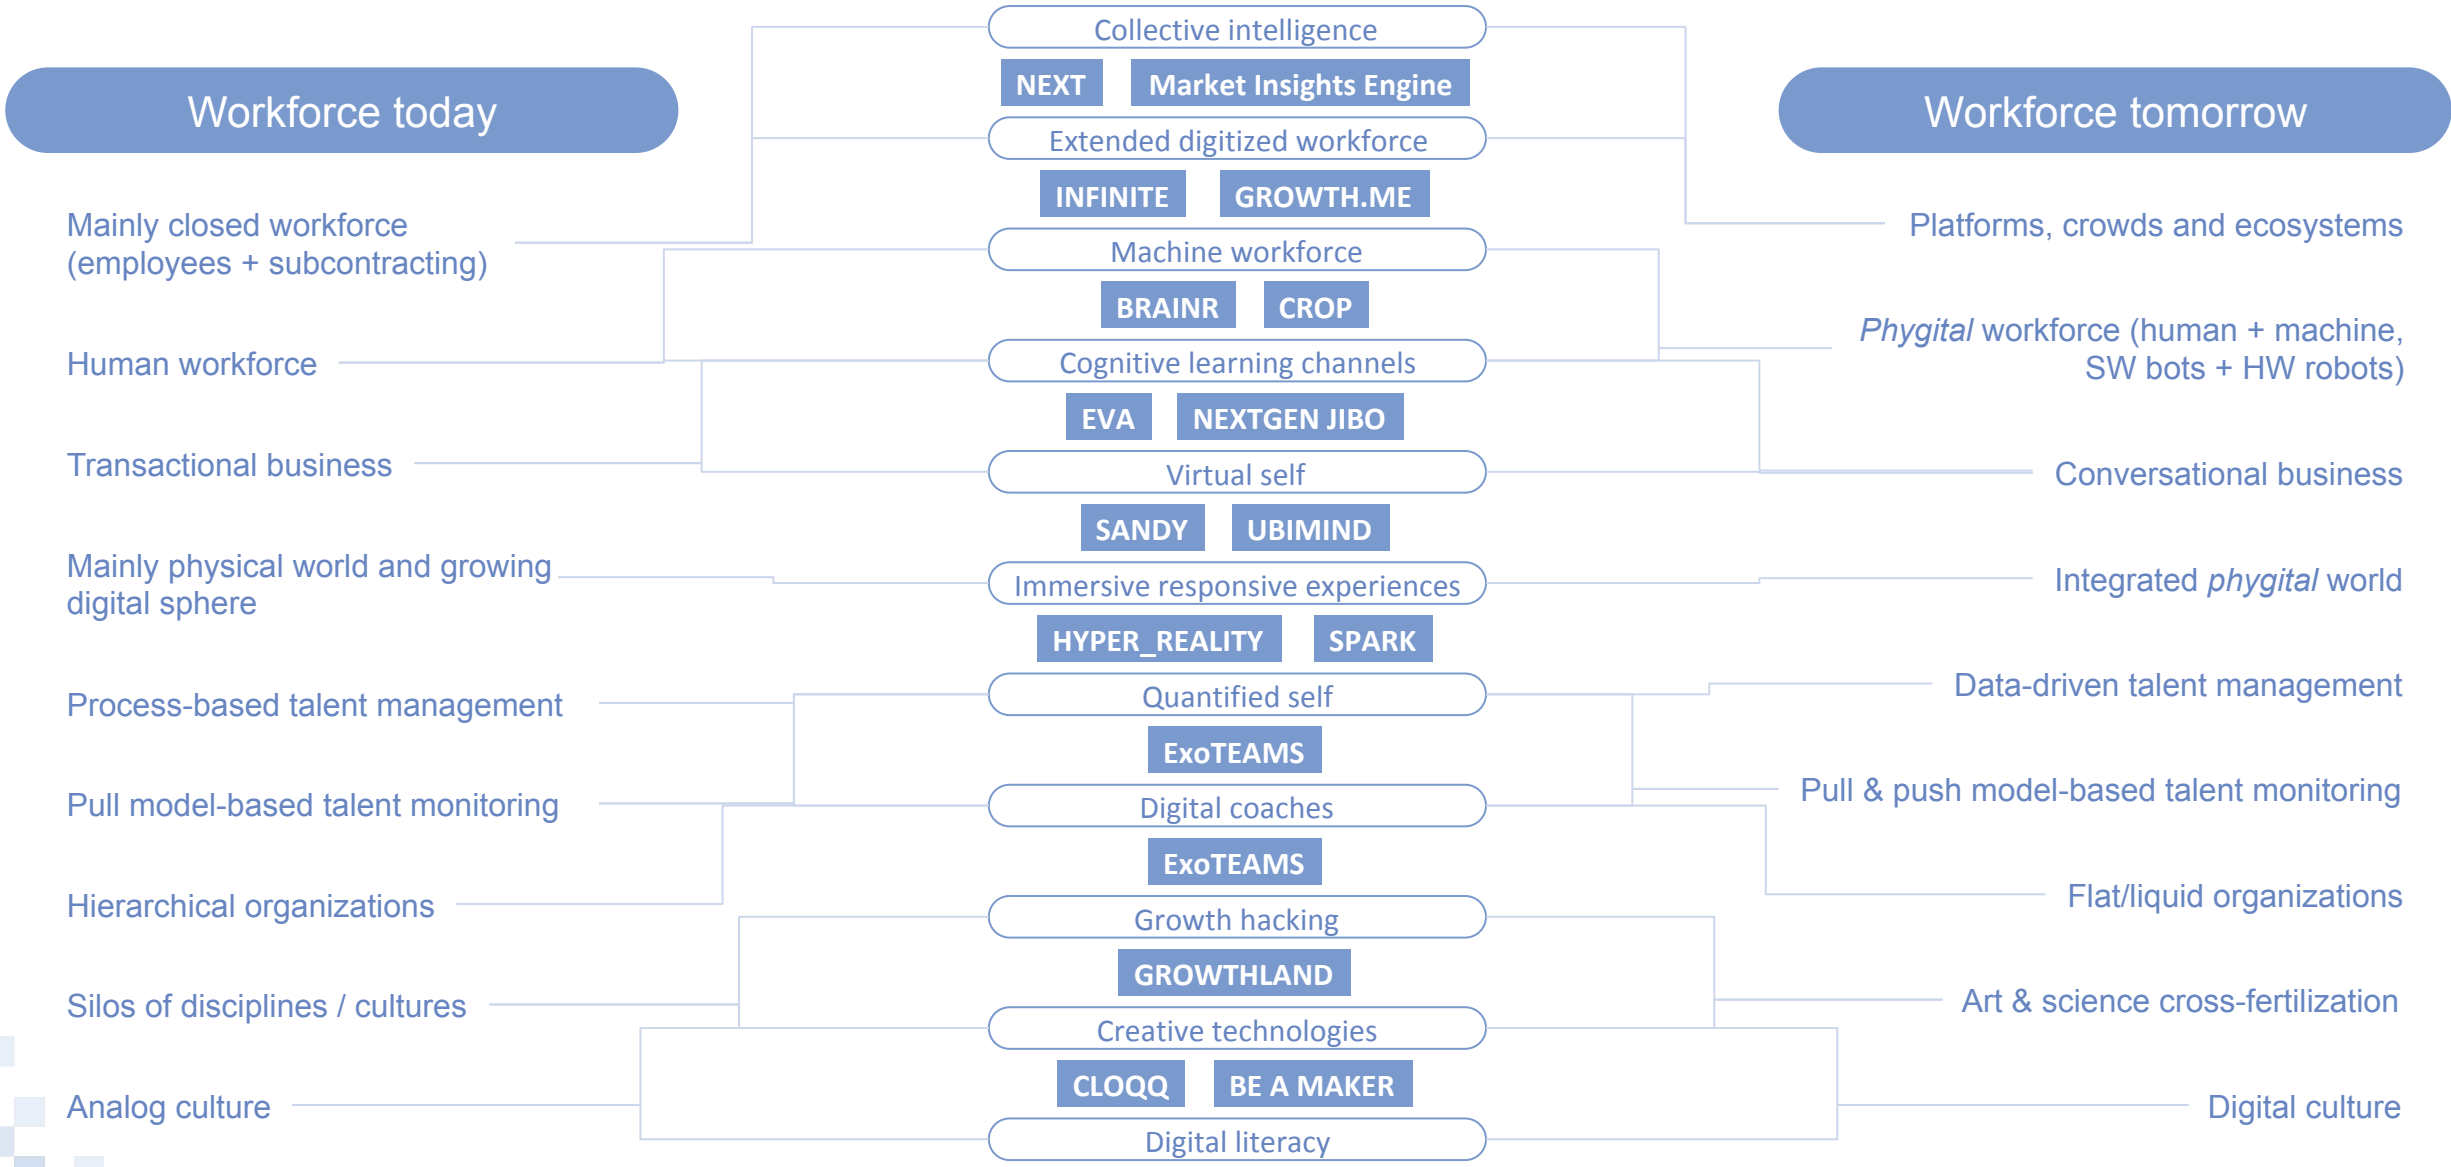 Workforce today
Mainly closed workforce
(employees + subcontracting)
Human workforce
Transactional business
Mainly physical world and growing
digital sphere
Process-based talent management
Pull model-based talent monitoring
Hierarchical organizations
Silos of disciplines / cultures
Analog culture
Collective intelligence
NEXT Market Insights Engine
Extended digitized workforce
INFINITE GROWTH.ME
Machine workforce
BRAINR CROP
Cognitive learning channels
EVA NEXTGEN JIBO
Virtual self
SANDY UBIMIND
Immersive responsive experiences
HYPER_REALITY SPARK
Quantified self
ExoTEAMS
Digital coaches
ExoTEAMS
Growth hacking
GROWTHLAND
Creative technologies
CLOQQ BE A MAKER
Digital literacy
Workforce tomorrow
Platforms, crowds and ecosystems
Phygital workforce (human + machine,
SW bots + HW robots)
Conversational business
Integrated phygital world
Data-driven talent management
Pull & push model-based talent monitoring
Flat/liquid organizations
Art & science cross-fertilization
Digital culture